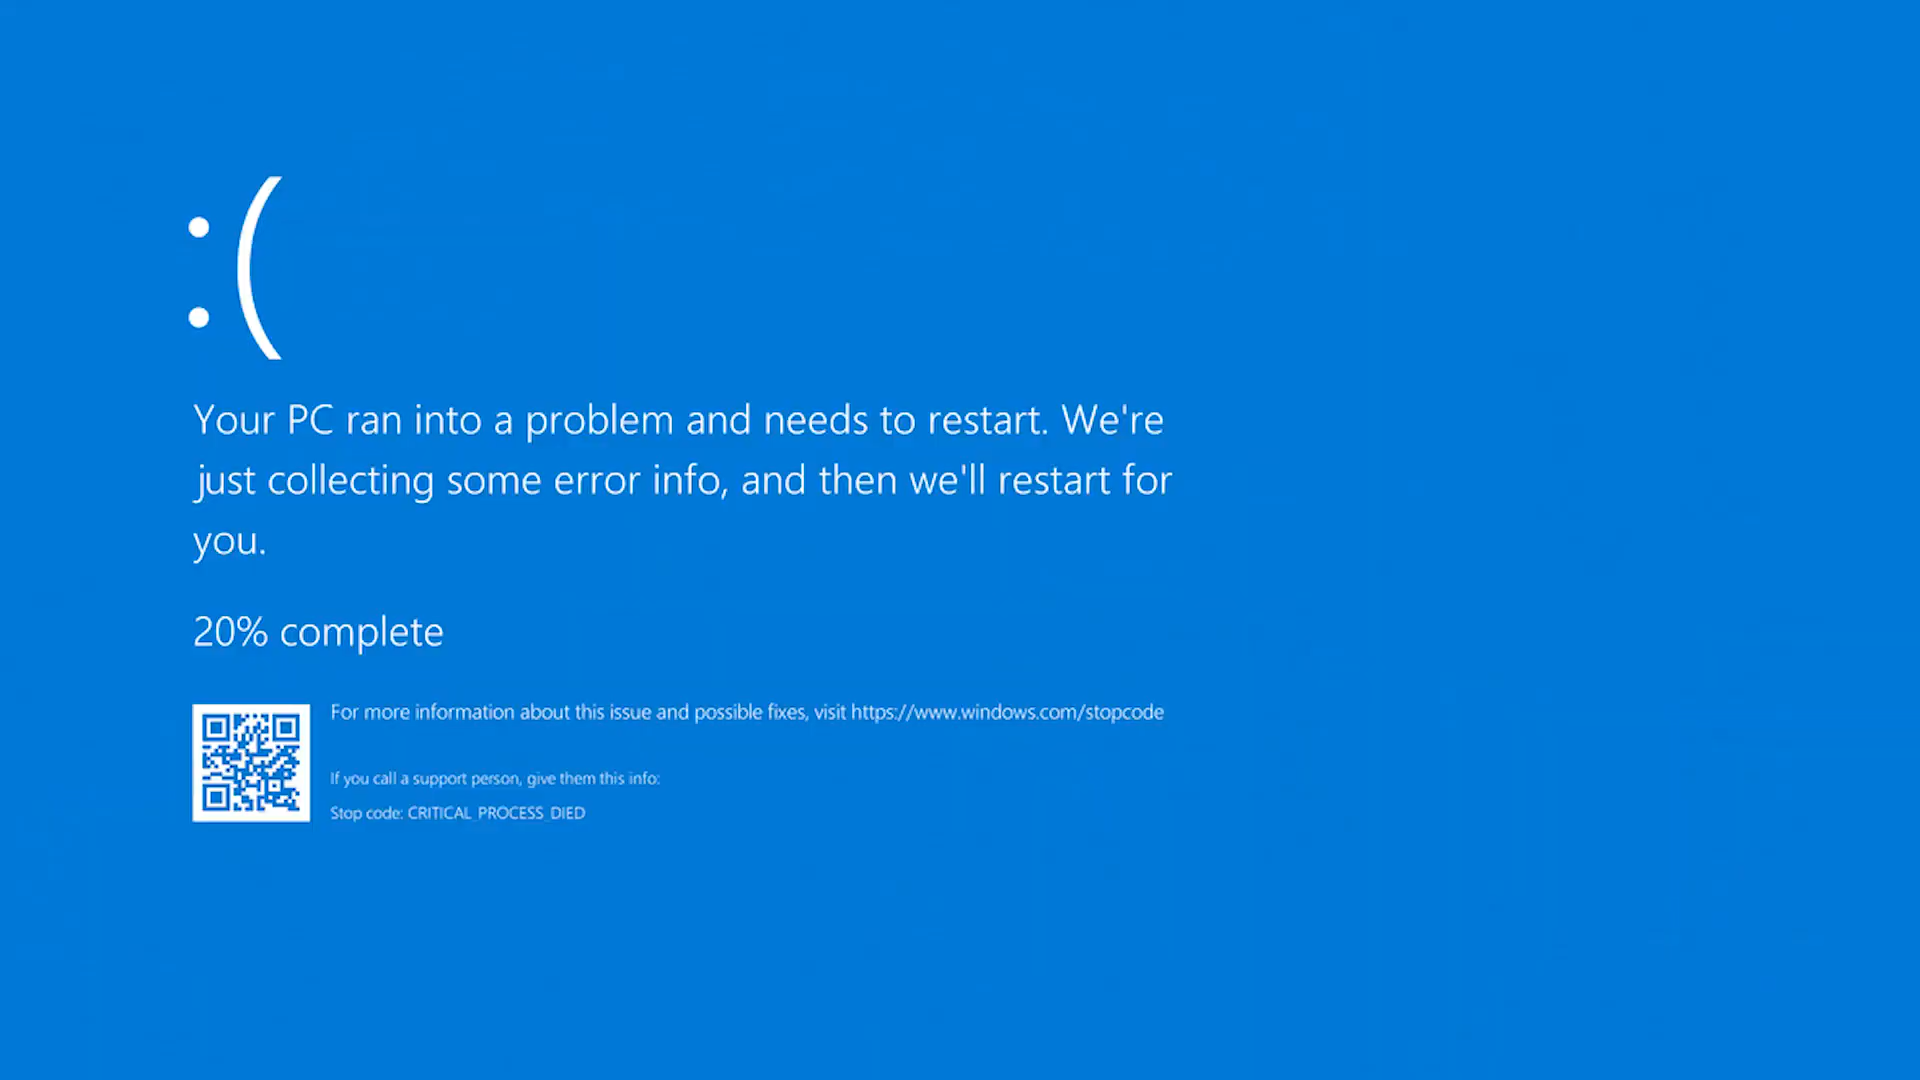 :(
Your PC ran into a problem and needs to restart. We're
just collecting some error info, and then we'll restart for
you.
20% complete
For more information about this issue and possible fixes, visit https://www.windows.com/stopcode
If you call a support person, give them this info:
Stop code: CRITICAL_PROCESS_DIED